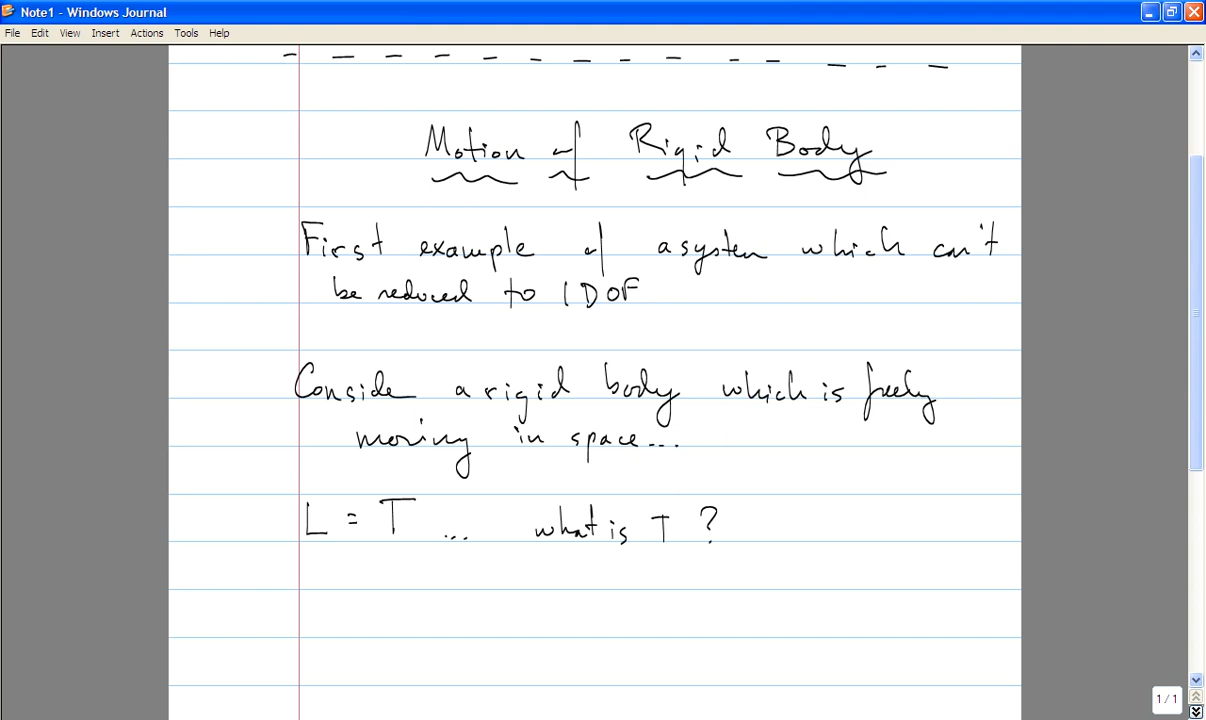 Note1 - Windows Journal
File Edit View Insert Actions Tools Help
Motion of Rigid Body
First example of a system which can't
be reduced to 1 DOF
Conside a rigid body which is freely
moving in space...
L = T ... what is T ?
1 / 1